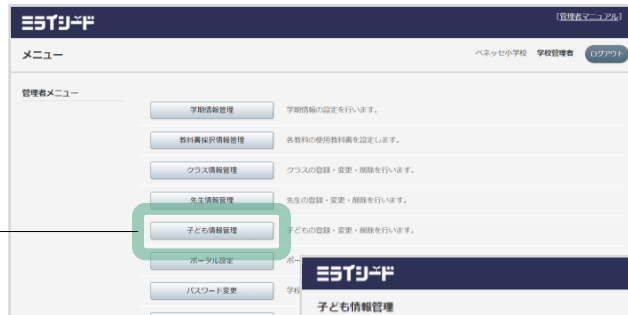 ミライシード
[管理者マニュアル]
メニュー
ベネッセ小学校 学校管理者 ログアウト
管理者メニュー
学期情報管理 学期情報の設定を行います。
教科書採択情報管理 各教科の使用教科書を設定します。
クラス情報管理 クラスの登録・変更・削除を行います。
先生情報管理 先生の登録・変更・削除を行います。
子ども情報管理 子どもの登録・変更・削除を行います。
ポータル設定 ポー
パスワード変更 学校
ミライシード
子ども情報管理